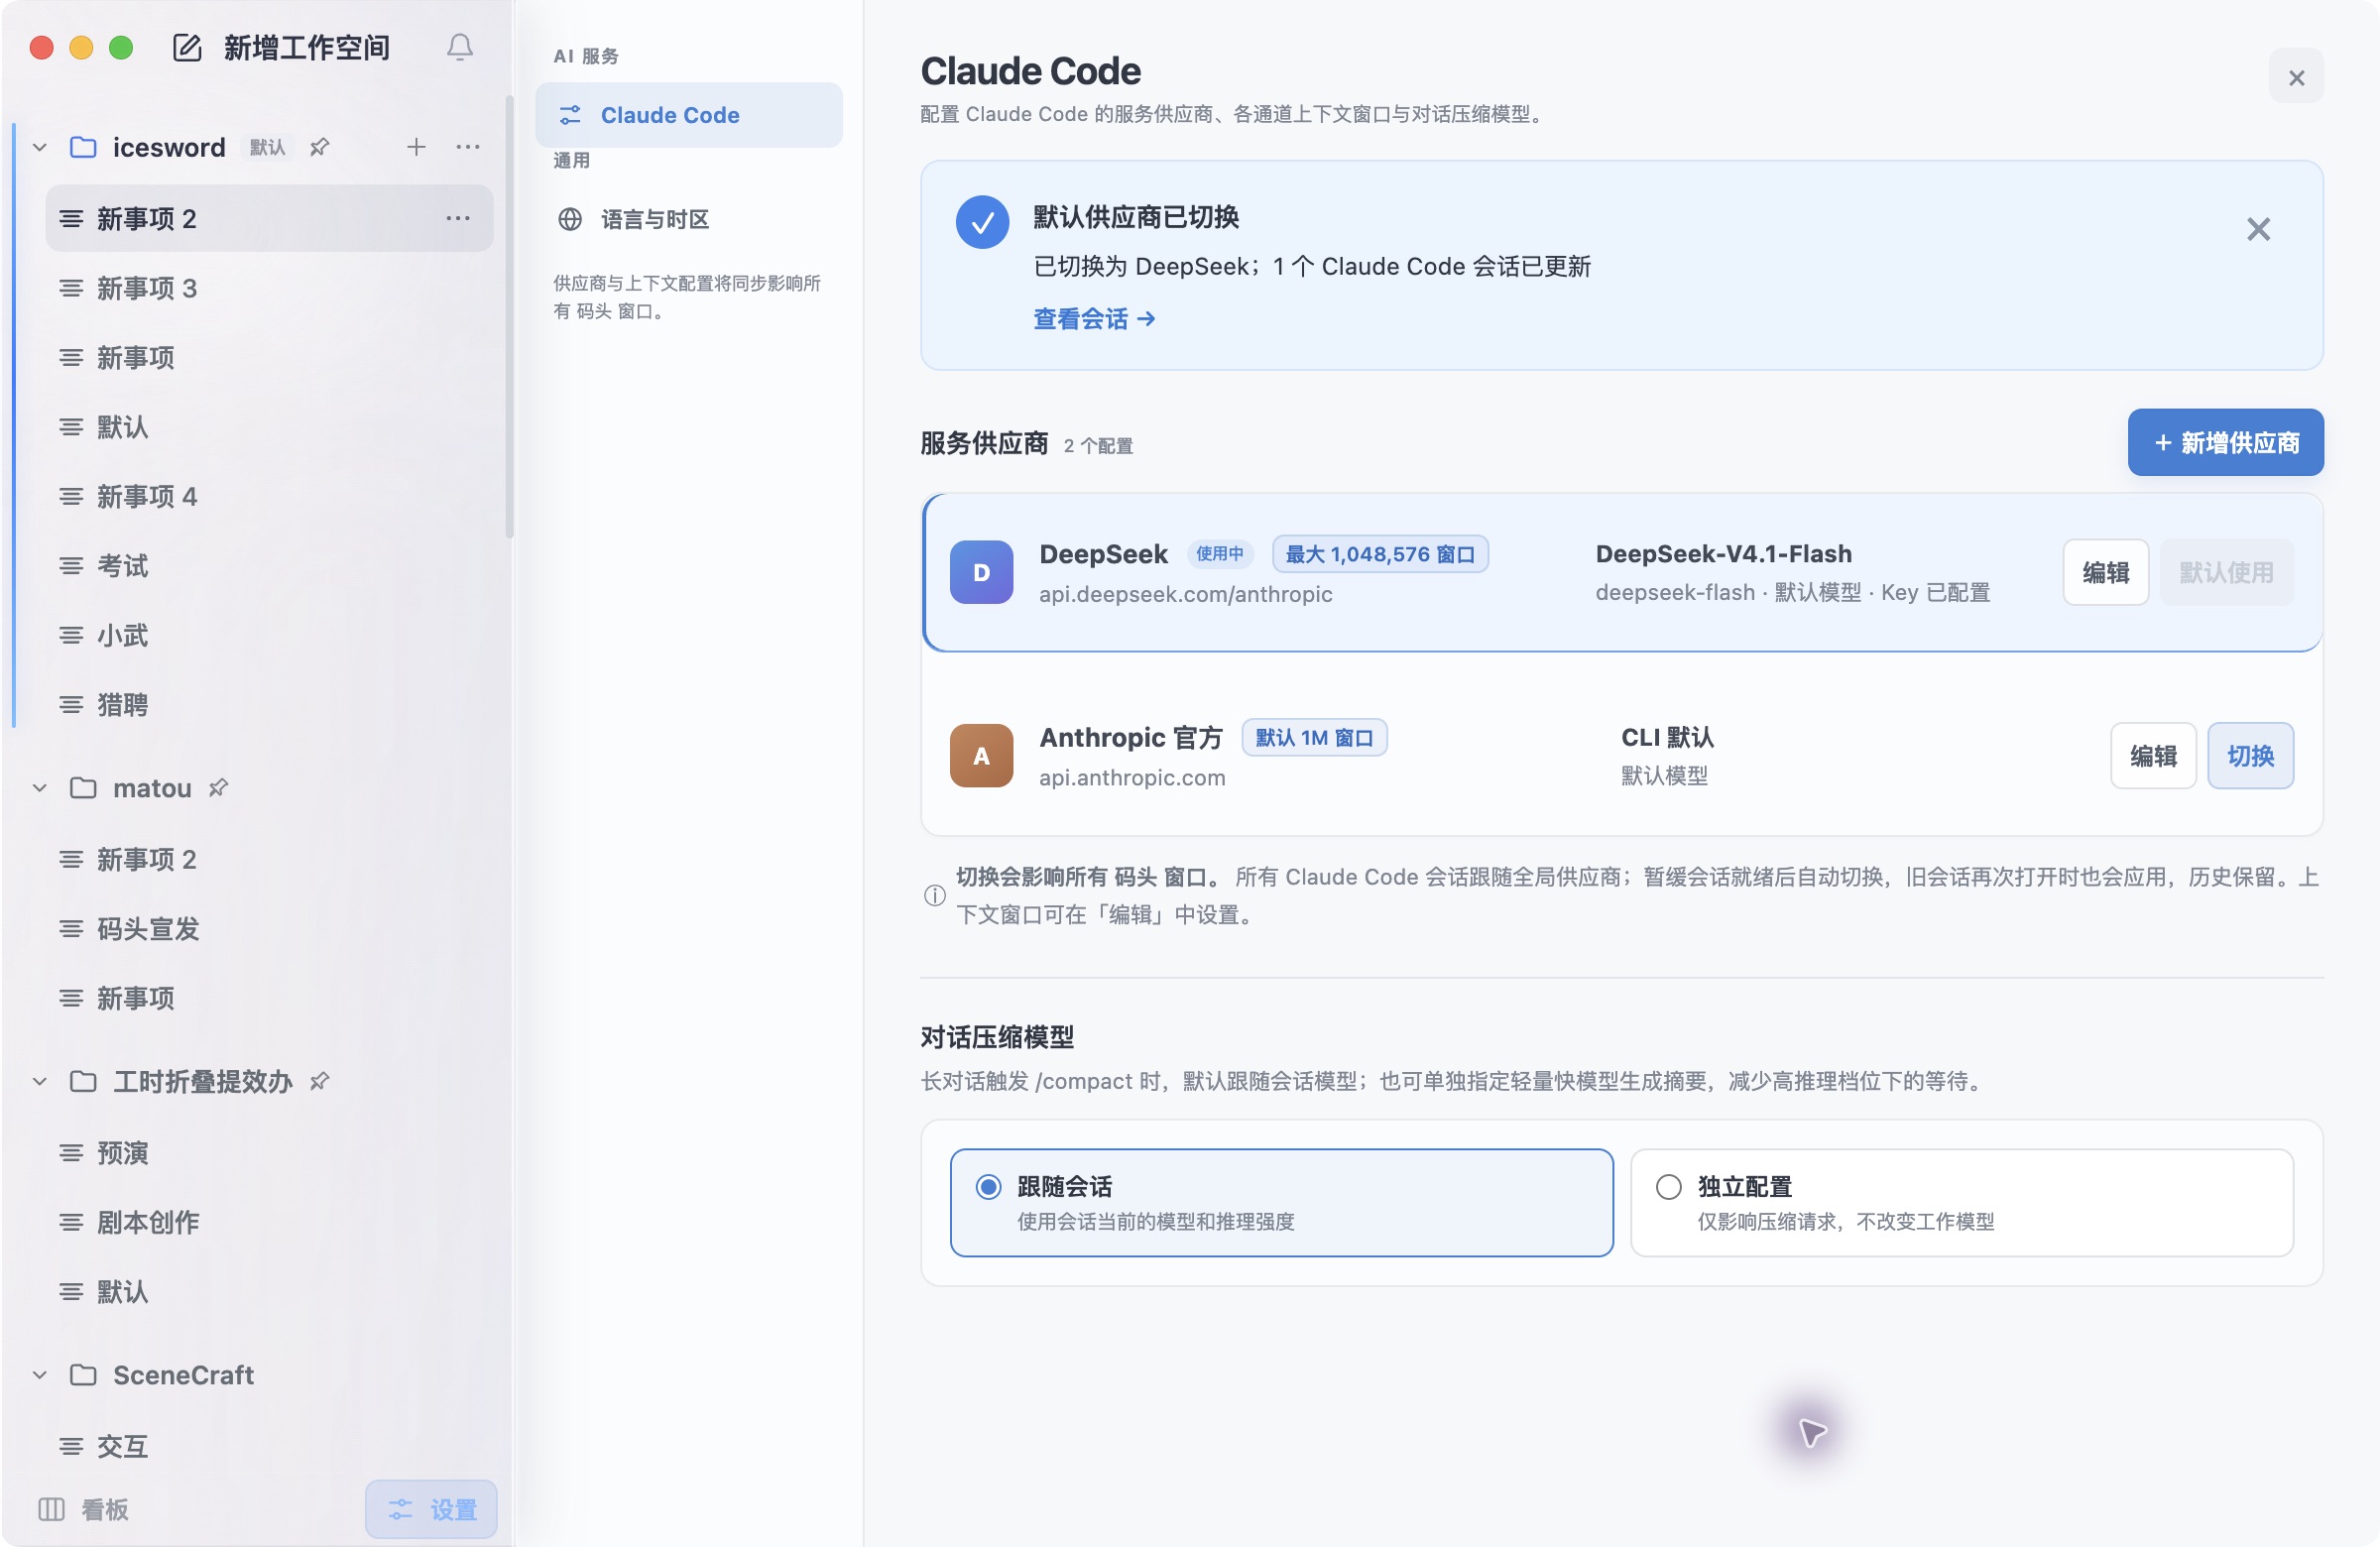 新增工作空间
icesword 默认
新事项 2
新事项 3
新事项
默认
新事项 4
考试
小武
猎聘
matou
新事项 2
码头宣发
新事项
工时折叠提效办
预演
剧本创作
默认
SceneCraft
交互
看板
设置
AI 服务
Claude Code
通用
语言与时区
供应商与上下文配置将同步影响所
有 码头 窗口。
Claude Code
配置 Claude Code 的服务供应商、各通道上下文窗口与对话压缩模型。
默认供应商已切换
已切换为 DeepSeek；1 个 Claude Code 会话已更新
查看会话 →
服务供应商 2 个配置
+ 新增供应商
D
DeepSeek 使用中 最大 1,048,576 窗口
api.deepseek.com/anthropic
DeepSeek-V4.1-Flash
deepseek-flash · 默认模型 · Key 已配置
编辑
默认使用
A
Anthropic 官方 默认 1M 窗口
api.anthropic.com
CLI 默认
默认模型
编辑
切换
切换会影响所有 码头 窗口。 所有 Claude Code 会话跟随全局供应商；暂缓会话就绪后自动切换，旧会话再次打开时也会应用，历史保留。上
下文窗口可在「编辑」中设置。
对话压缩模型
长对话触发 /compact 时，默认跟随会话模型；也可单独指定轻量快模型生成摘要，减少高推理档位下的等待。
跟随会话
使用会话当前的模型和推理强度
独立配置
仅影响压缩请求，不改变工作模型